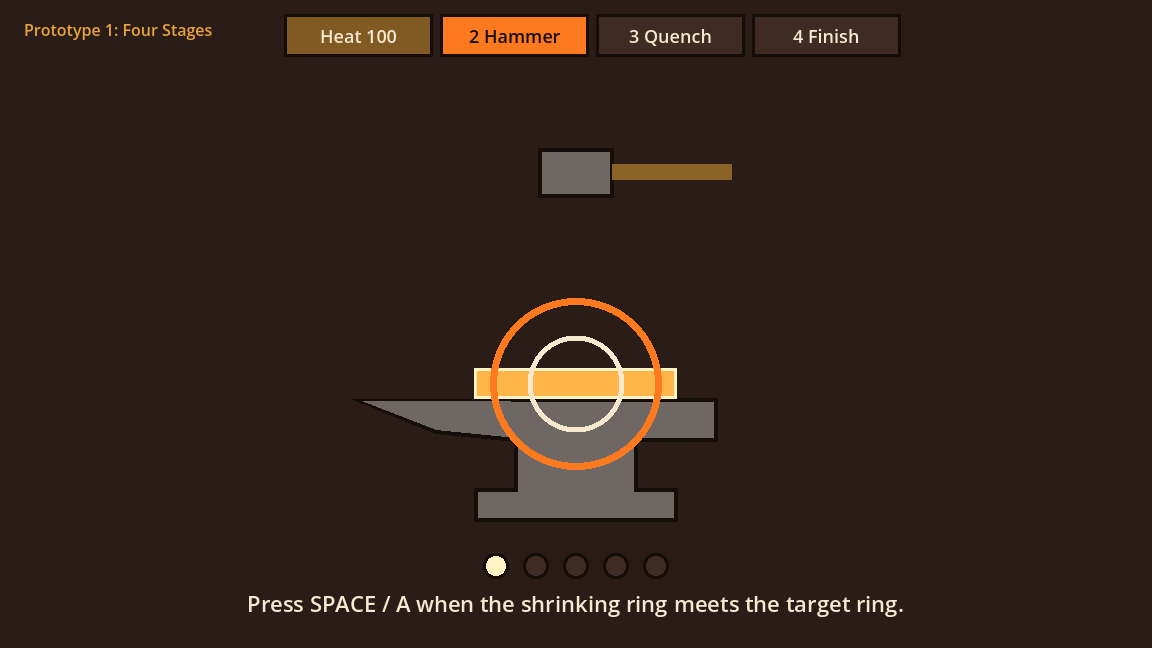 Prototype 1: Four Stages
Heat 100
2 Hammer
3 Quench
4 Finish
Press SPACE / A when the shrinking ring meets the target ring.